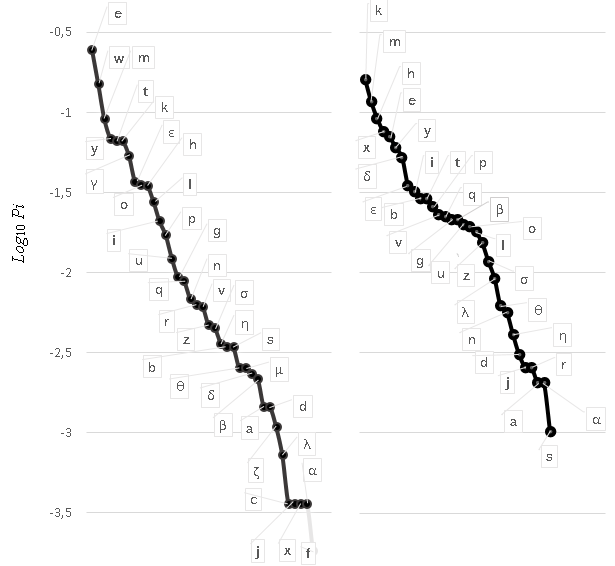 k
e
-0,5
m
w
m
h
t
e
k
-1
ε
y
h
x
y
i
t
p
δ
γ
l
q
-1,5
o
ε
b
β
p
g
o
i
v
l
Log10 Pi
u
n
g
u
z
-2
σ
q
v
σ
λ
r
η
θ
z
s
n
η
-2,5
b
μ
d
r
θ
δ
j
d
β
a
a
α
-3
λ
s
ζ
α
c
-3,5
j
x
f